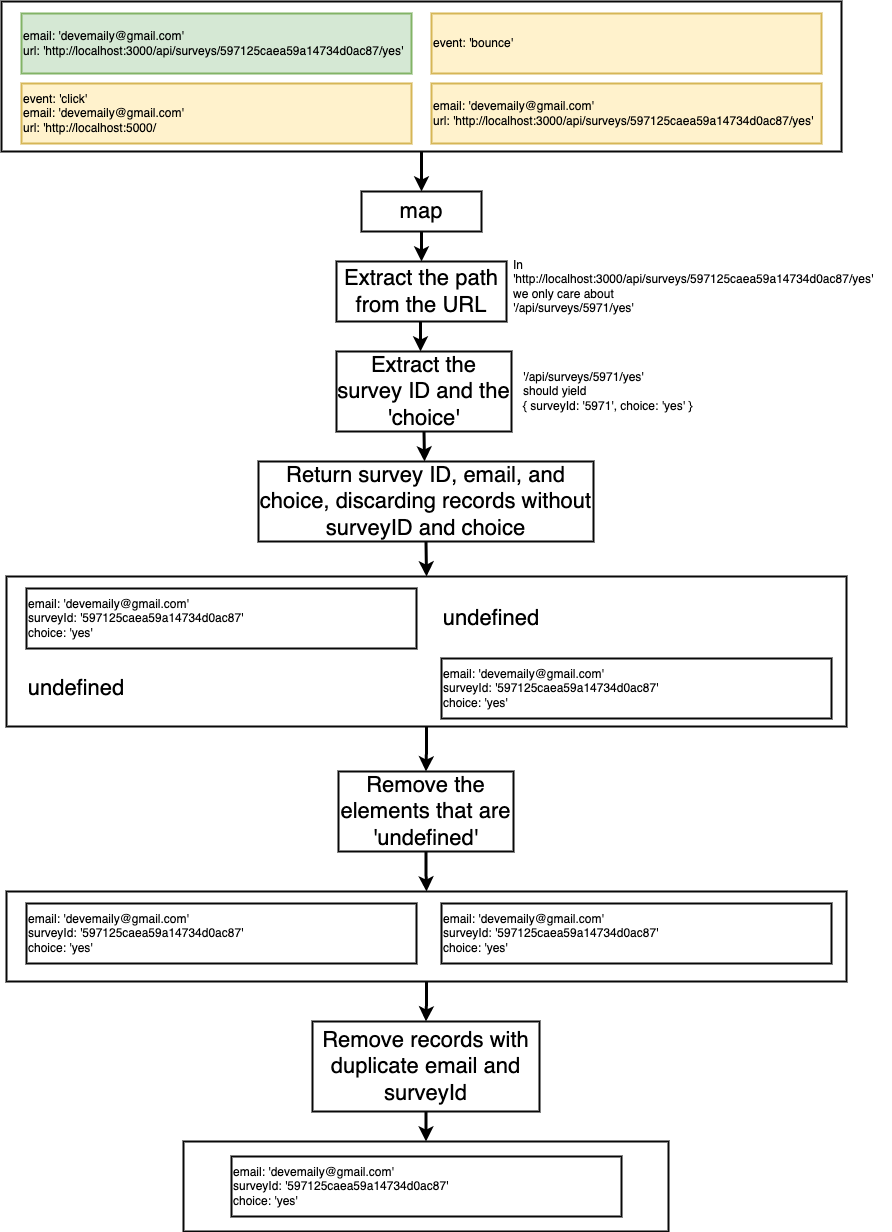 email: 'devemaily@gmail.com'
url: 'http://localhost:3000/api/surveys/597125caea59a14734d0ac87/yes'
event: 'bounce'
event: 'click'
email: 'devemaily@gmail.com'
url: 'http://localhost:5000/
email: 'devemaily@gmail.com'
url: 'http://localhost:3000/api/surveys/597125caea59a14734d0ac87/yes'
map
Extract the path
from the URL
In
'http://localhost:3000/api/surveys/597125caea59a14734d0ac87/yes'
we only care about
'/api/surveys/5971/yes'
Extract the
survey ID and the
'choice'
'/api/surveys/5971/yes'
should yield
{ surveyId: '5971', choice: 'yes' }
Return survey ID, email, and
choice, discarding records without
surveyID and choice
email: 'devemaily@gmail.com'
surveyId: '597125caea59a14734d0ac87'
choice: 'yes'
undefined
undefined
email: 'devemaily@gmail.com'
surveyId: '597125caea59a14734d0ac87'
choice: 'yes'
Remove the
elements that are
'undefined'
email: 'devemaily@gmail.com'
surveyId: '597125caea59a14734d0ac87'
choice: 'yes'
email: 'devemaily@gmail.com'
surveyId: '597125caea59a14734d0ac87'
choice: 'yes'
Remove records with
duplicate email and
surveyId
email: 'devemaily@gmail.com'
surveyId: '597125caea59a14734d0ac87'
choice: 'yes'